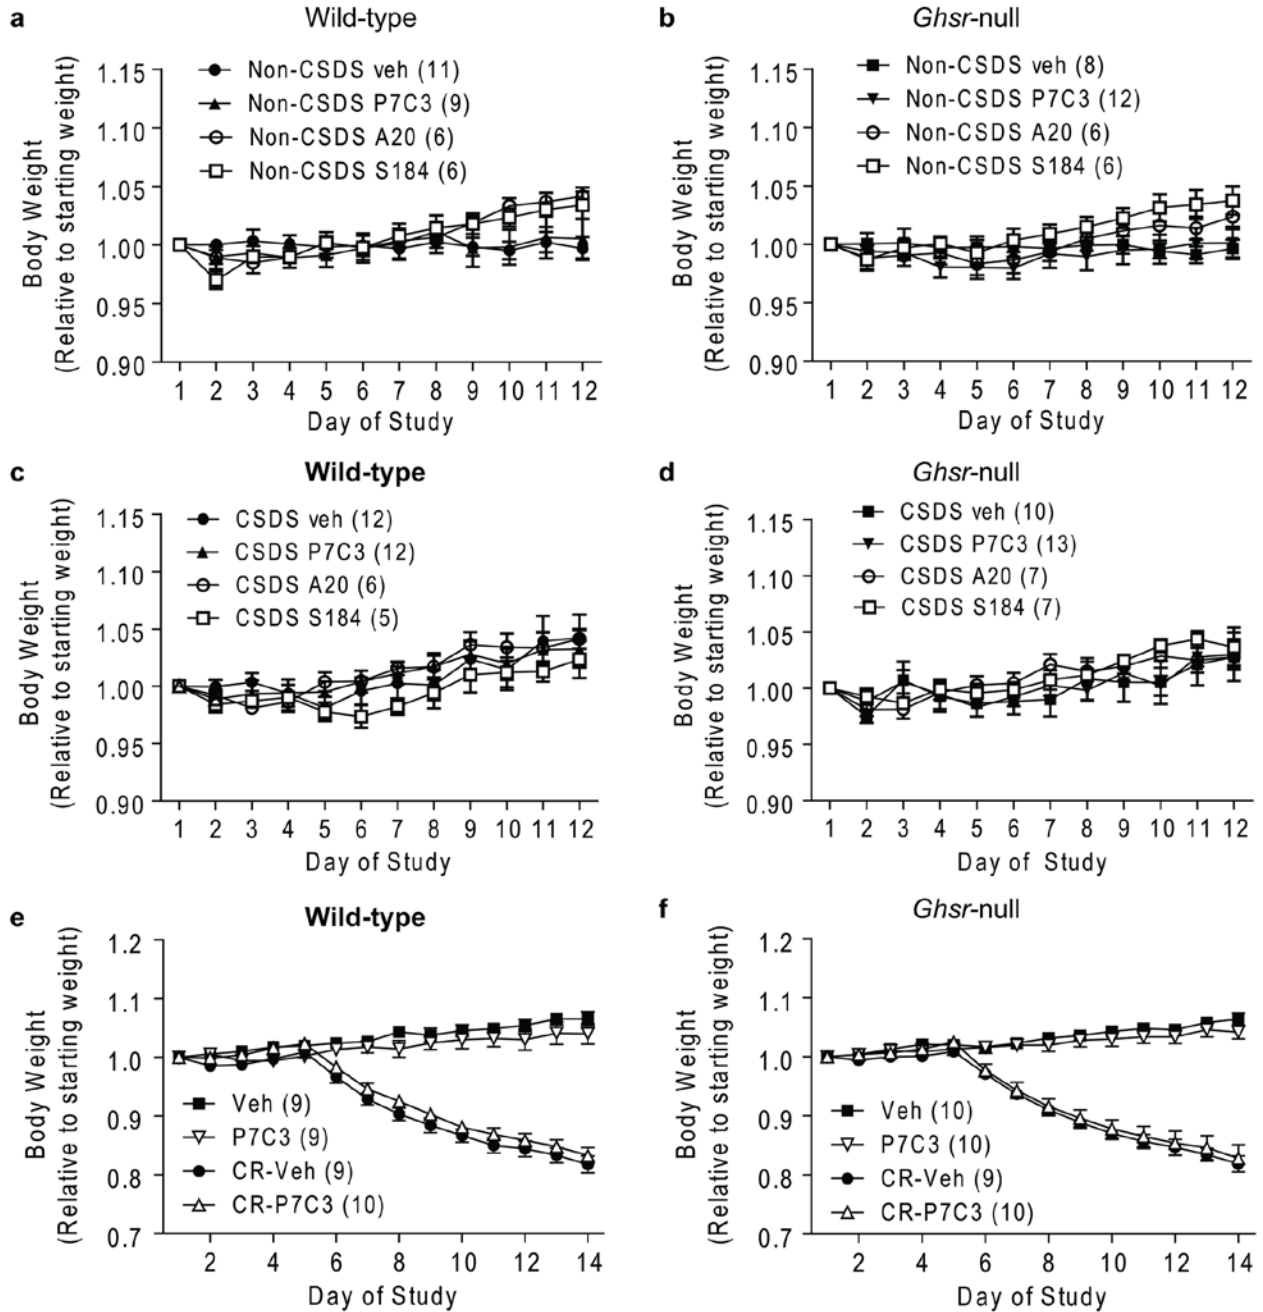 a
Wild-type
Body Weight
(Relative to starting weight)
1.15
1.10
1.05
1.00
0.95
0.90
Non-CSDS veh (11)
Non-CSDS P7C3 (9)
Non-CSDS A20 (6)
Non-CSDS S184 (6)
1 2 3 4 5 6 7 8 9 10 11 12
Day of Study
b
Ghsr-null
Body Weight
(Relative to starting weight)
1.15
1.10
1.05
1.00
0.95
0.90
Non-CSDS veh (8)
Non-CSDS P7C3 (12)
Non-CSDS A20 (6)
Non-CSDS S184 (6)
1 2 3 4 5 6 7 8 9 10 11 12
Day of Study
c
Wild-type
Body Weight
(Relative to starting weight)
1.15
1.10
1.05
1.00
0.95
0.90
CSDS veh (12)
CSDS P7C3 (12)
CSDS A20 (6)
CSDS S184 (5)
1 2 3 4 5 6 7 8 9 10 11 12
Day of Study
d
Ghsr-null
Body Weight
(Relative to starting weight)
1.15
1.10
1.05
1.00
0.95
0.90
CSDS veh (10)
CSDS P7C3 (13)
CSDS A20 (7)
CSDS S184 (7)
1 2 3 4 5 6 7 8 9 10 11 12
Day of Study
e
Wild-type
Body Weight
(Relative to starting weight)
1.2
1.1
1.0
0.9
0.8
0.7
Veh (9)
P7C3 (9)
CR-Veh (9)
CR-P7C3 (10)
2 4 6 8 10 12 14
Day of Study
f
Ghsr-null
Body Weight
(Relative to starting weight)
1.2
1.1
1.0
0.9
0.8
0.7
Veh (10)
P7C3 (10)
CR-Veh (9)
CR-P7C3 (10)
2 4 6 8 10 12 14
Day of Study